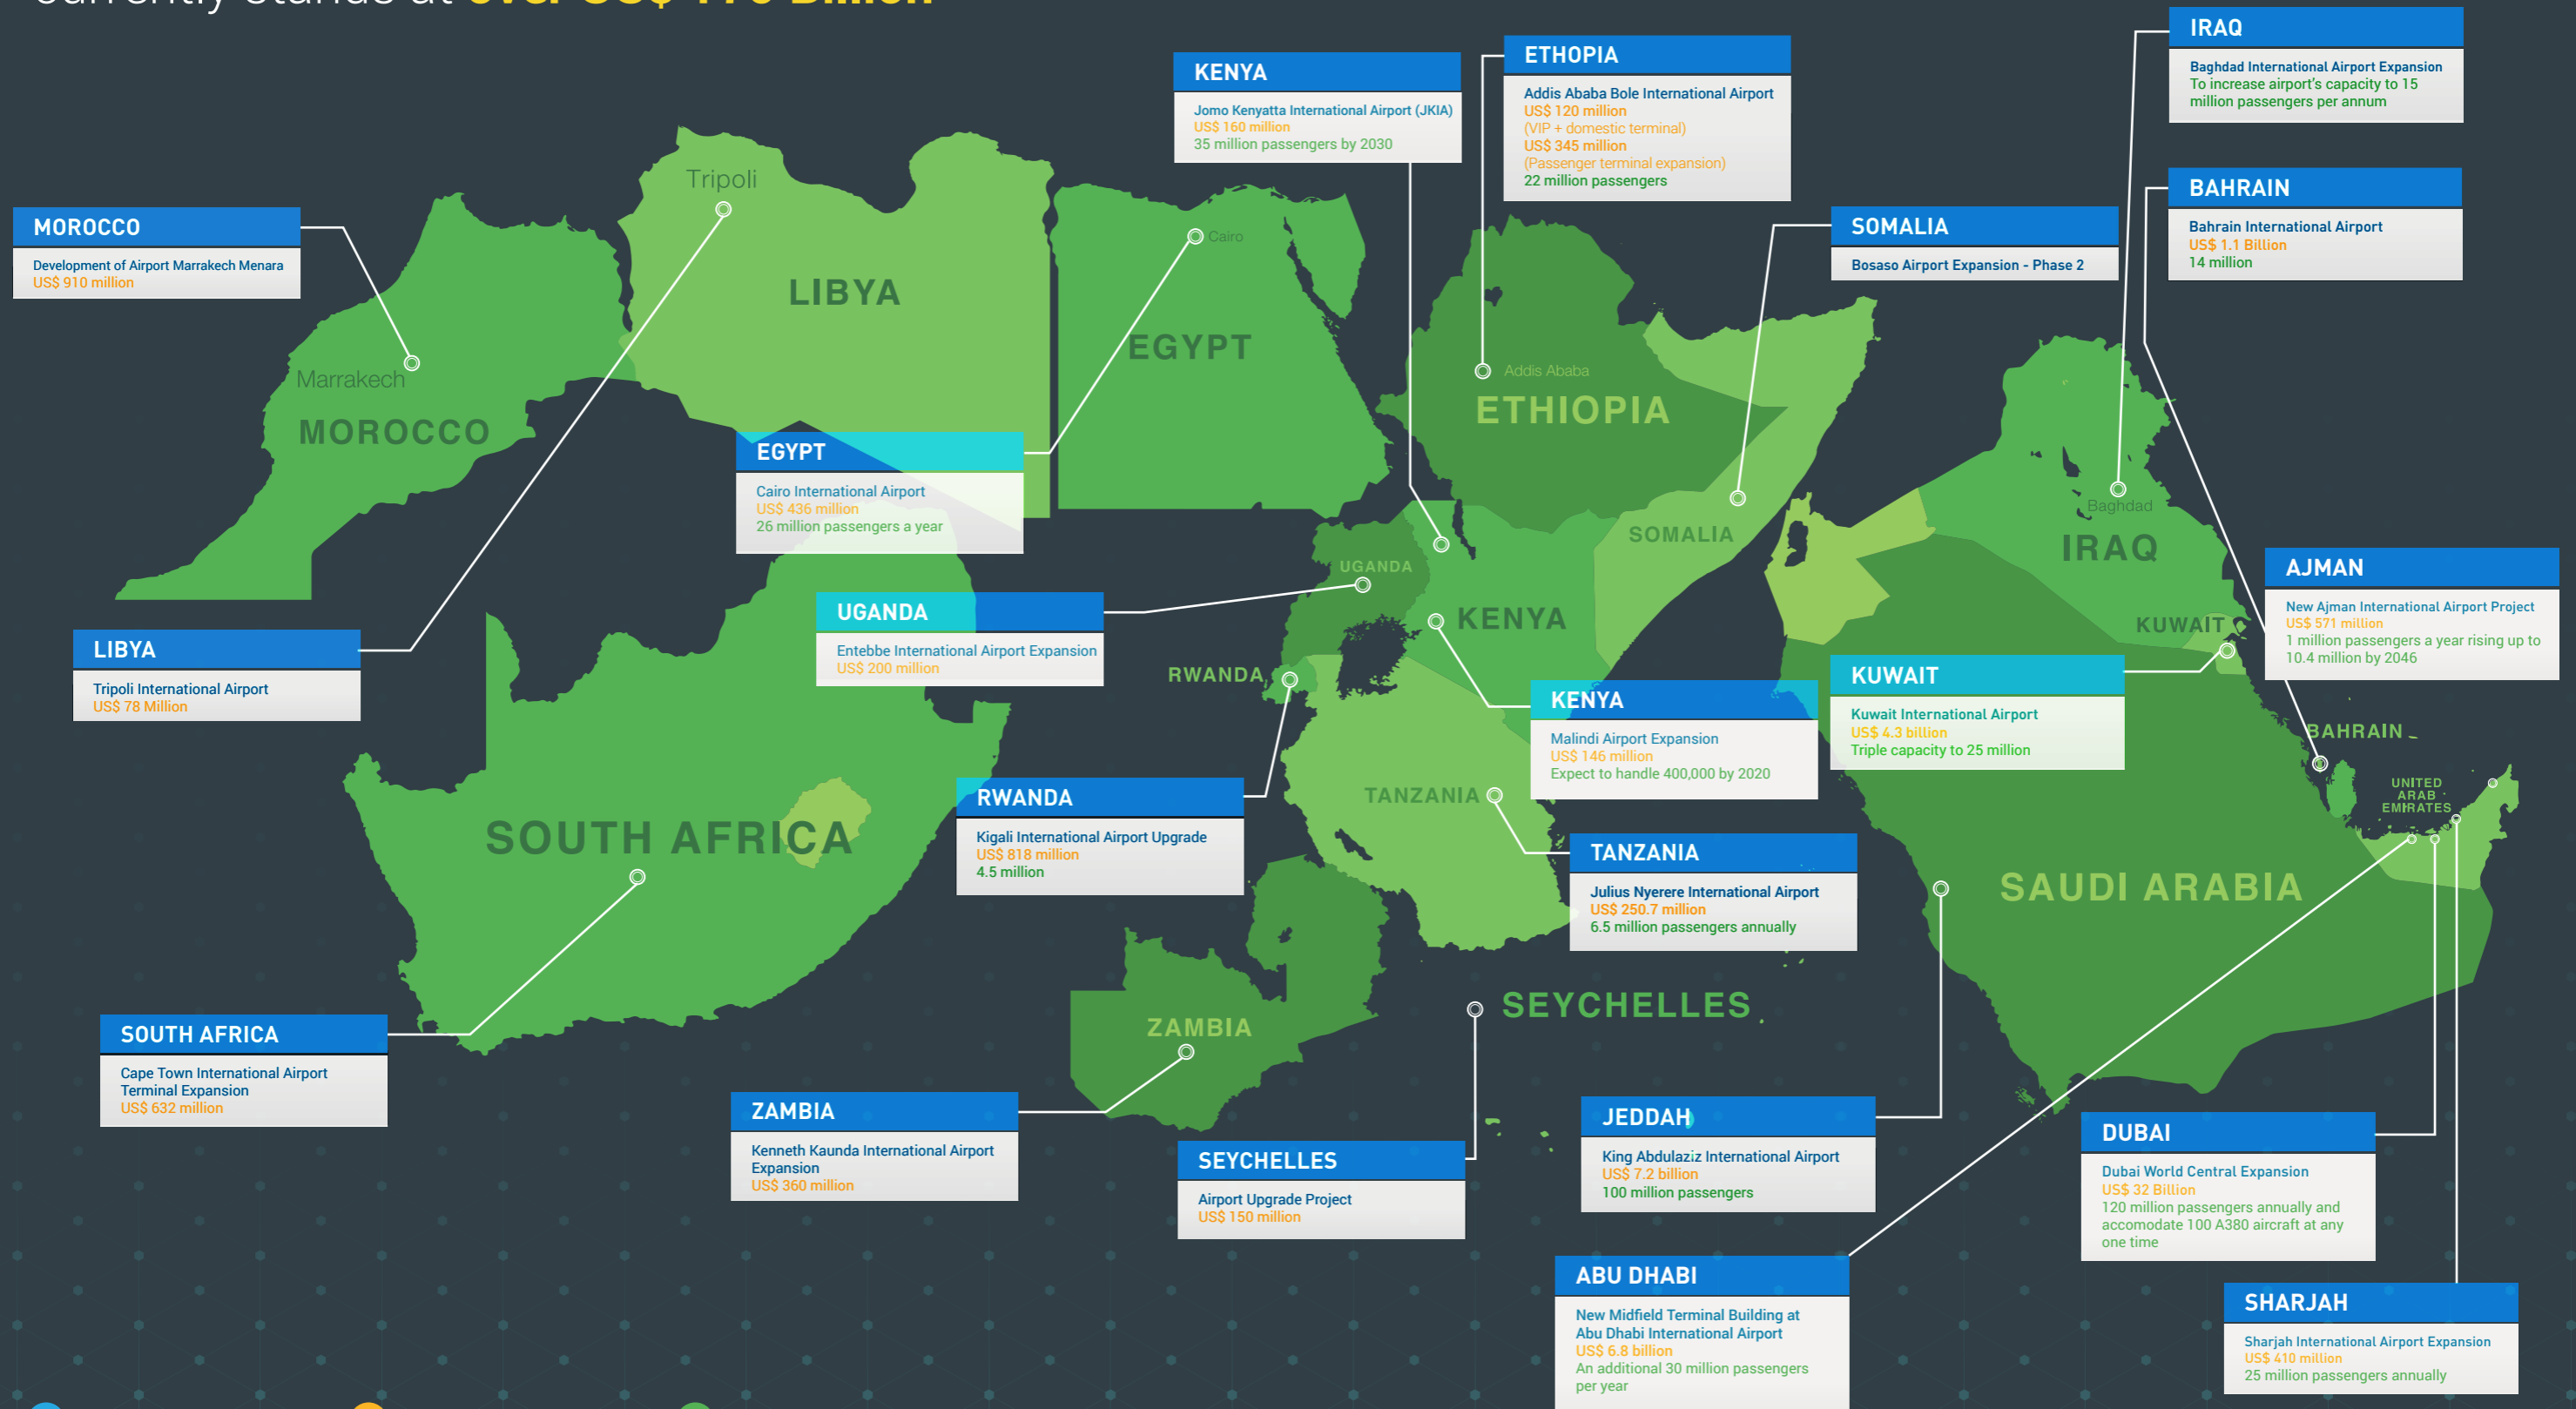 currently stands at over US$
IRAQ
Baghdad International Airport Expansion
To increase airport's capacity to 15
million passengers per annum
ETHOPIA
Addis Ababa Bole International Airport
US$ 120 million
(VIP + domestic terminal)
US$ 345 million
(Passenger terminal expansion)
22 million passengers
KENYA
Jomo Kenyatta International Airport (JKIA)
US$ 160 million
35 million passengers by 2030
BAHRAIN
Bahrain International Airport
US$ 1.1 Billion
14 million
SOMALIA
Bosaso Airport Expansion - Phase 2
MOROCCO
Development of Airport Marrakech Menara
US$ 910 million
Tripoli
LIBYA
Cairo
EGYPT
Marrakech
MOROCCO
Addis Ababa
ETHIOPIA
EGYPT
Cairo International Airport
US$ 436 million
26 million passengers a year
SOMALIA
Baghdad
IRAQ
UGANDA
KENYA
KUWAIT
AJMAN
New Ajman International Airport Project
US$ 571 million
1 million passengers a year rising up to
10.4 million by 2046
UGANDA
Entebbe International Airport Expansion
US$ 200 million
LIBYA
Tripoli International Airport
US$ 78 Million
RWANDA
KUWAIT
Kuwait International Airport
US$ 4.3 billion
Triple capacity to 25 million
KENYA
Malindi Airport Expansion
US$ 146 million
Expect to handle 400,000 by 2020
BAHRAIN
UNITED
ARAB
EMIRATES
RWANDA
Kigali International Airport Upgrade
US$ 818 million
4.5 million
TANZANIA
SOUTH AFRICA
TANZANIA
Julius Nyerere International Airport
US$ 250.7 million
6.5 million passengers annually
SAUDI ARABIA
SEYCHELLES
ZAMBIA
SOUTH AFRICA
Cape Town International Airport
Terminal Expansion
US$ 632 million
ZAMBIA
Kenneth Kaunda International Airport
Expansion
US$ 360 million
SEYCHELLES
Airport Upgrade Project
US$ 150 million
JEDDAH
King Abdulaziz International Airport
US$ 7.2 billion
100 million passengers
DUBAI
Dubai World Central Expansion
US$ 32 Billion
120 million passengers annually and
accomodate 100 A380 aircraft at any
one time
ABU DHABI
New Midfield Terminal Building at
Abu Dhabi International Airport
US$ 6.8 billion
An additional 30 million passengers
per year
SHARJAH
Sharjah International Airport Expansion
US$ 410 million
25 million passengers annually